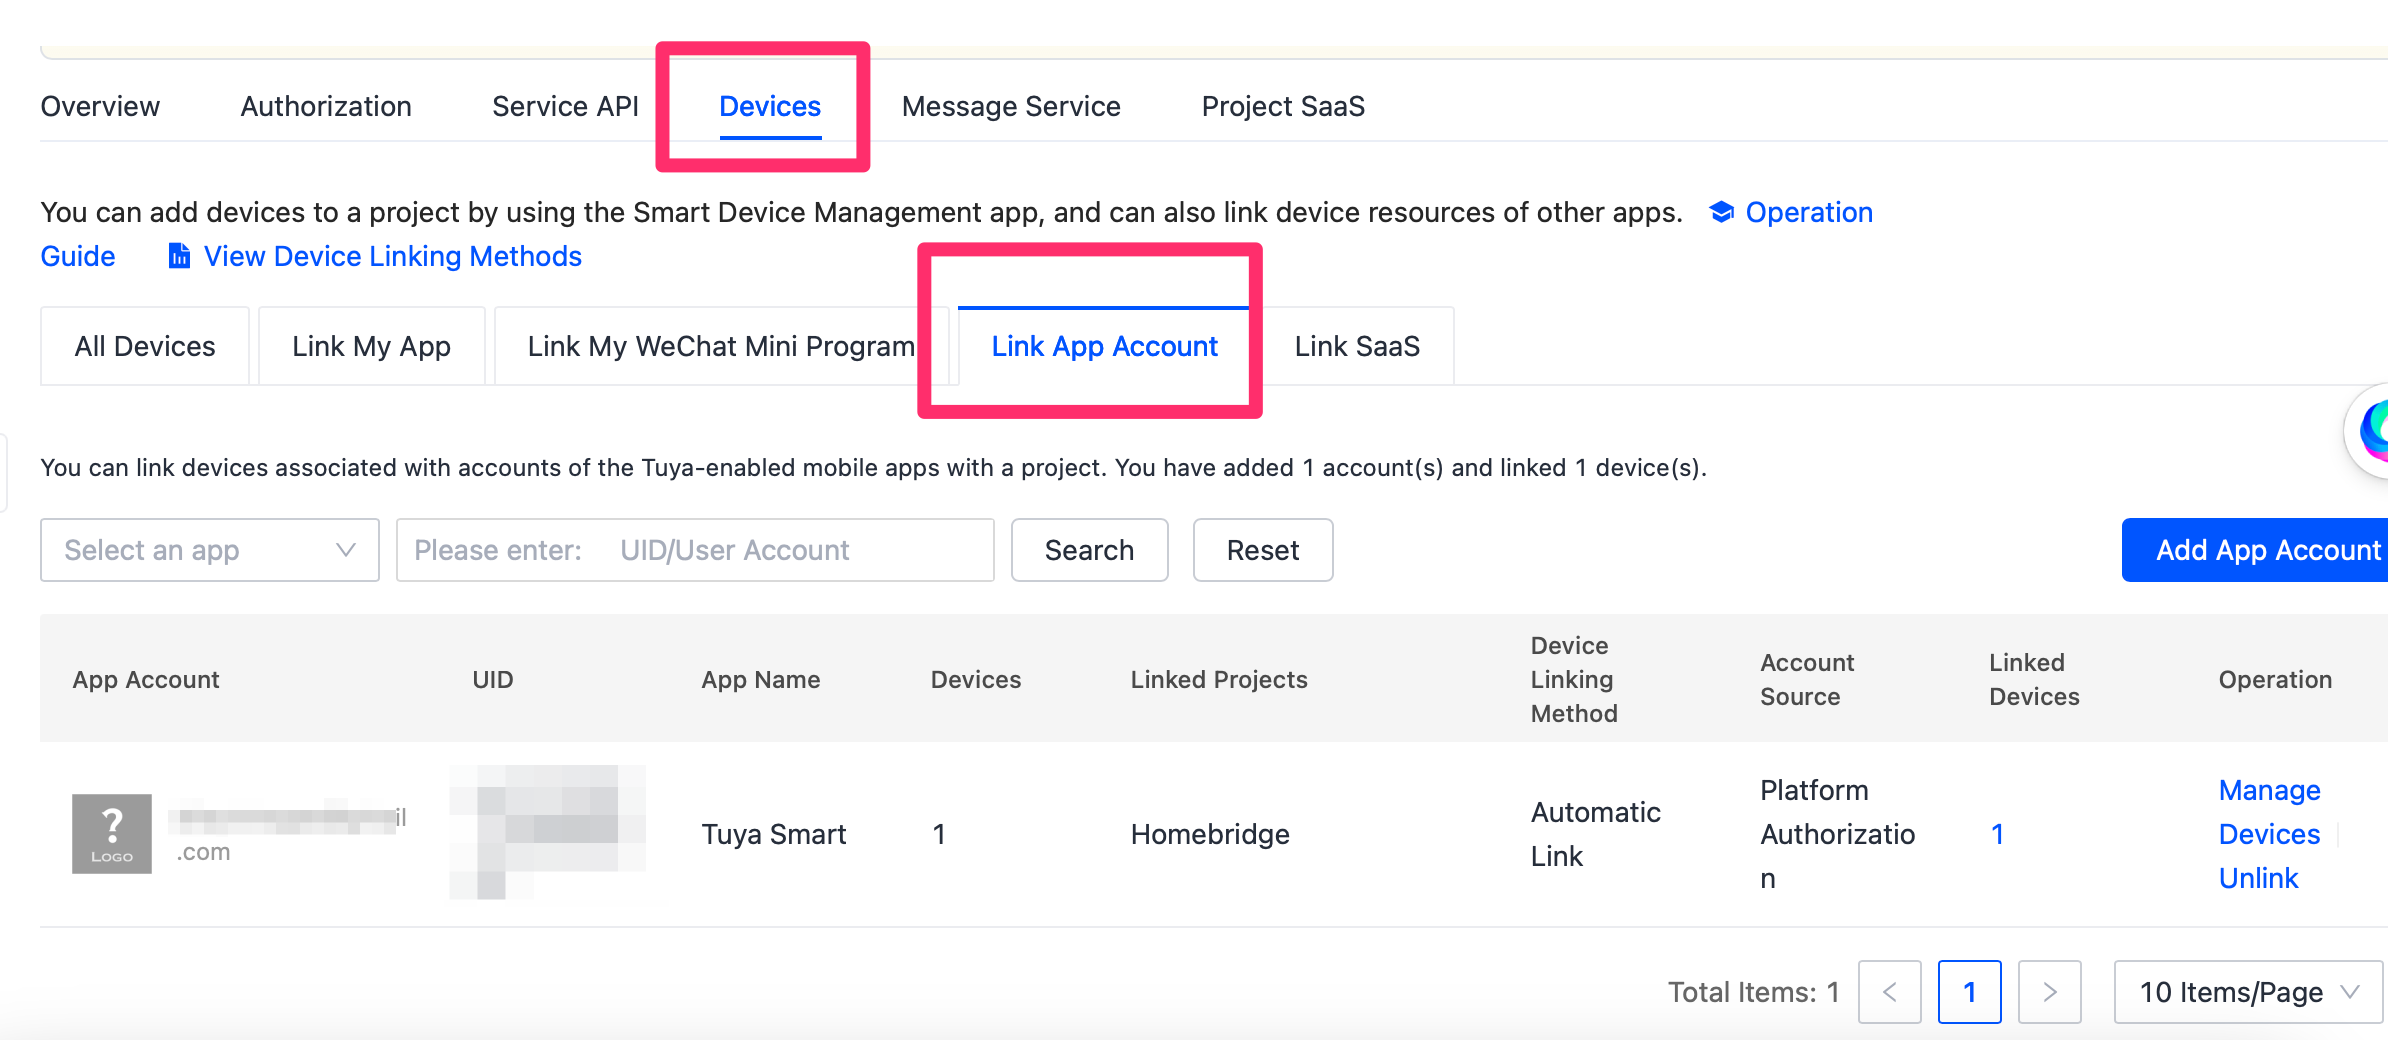 Overview Authorization Service API Devices Message Service Project SaaS
You can add devices to a project by using the Smart Device Management app, and can also link device resources of other apps. Operation
Guide View Device Linking Methods
All Devices Link My App Link My WeChat Mini Program Link App Account Link SaaS
You can link devices associated with accounts of the Tuya-enabled mobile apps with a project. You have added 1 account(s) and linked 1 device(s).
Select an app Please enter: UID/User Account Search Reset Add App Account
App Account UID App Name Devices Linked Projects Device Linking Method Account Source Linked Devices Operation
? LOGO
il
.com
Tuya Smart 1 Homebridge
Automatic
Link
Platform
Authorizatio
n
1
Manage
Devices
Unlink
Total Items: 1 < 1 > 10 Items/Page